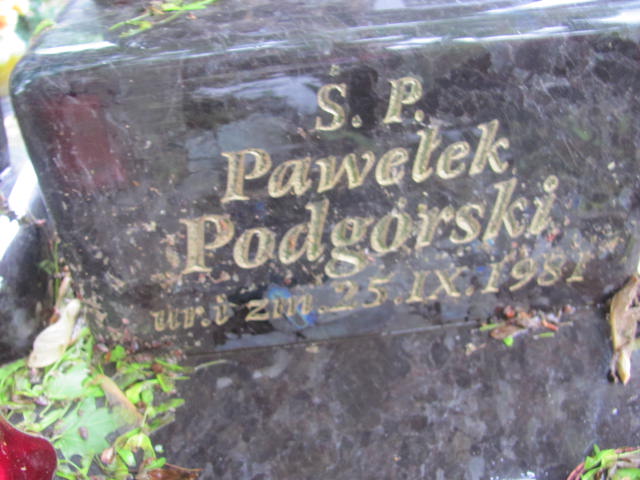 Ś. P.
Pawełek
Podgórski
ur. i zm. 25.IX.1981